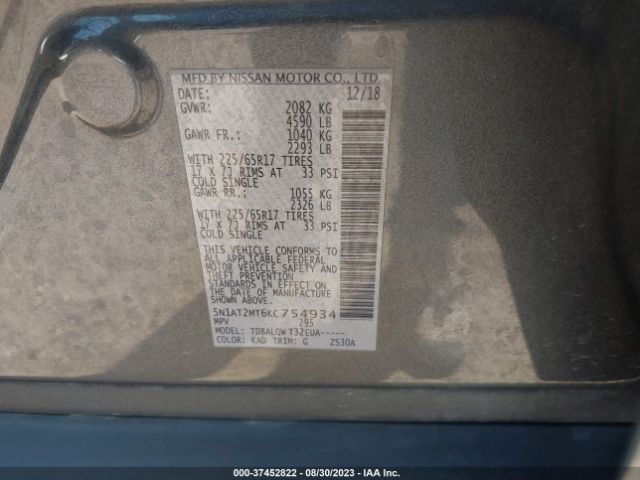 MFD BY NISSAN MOTOR CO., LTD
DATE: 12/18
GVWR: 2082 KG
4590 LB
GAWR FR.: 1040 KG
2293 LB
WITH 225/65R17 TIRES
17 X 7J RIMS AT 33 PSI
COLD SINGLE
GAWR RR.: 1055 KG
2326 LB
WITH 225/65R17 TIRES
17 X 7J RIMS AT 33 PSI
COLD SINGLE
THIS VEHICLE CONFORMS TO
ALL APPLICABLE FEDERAL
MOTOR VEHICLE SAFETY AND
THEFT PREVENTION
STANDARDS IN EFFECT ON
THE DATE OF MANUFACTURE
SHOWN ABOVE.
5N1AT2MT6KC754934
MPV 295
MODEL: TDBALQW T32EUA-----
COLOR: KAD TRIM: G ZS30A
000-37452822 - 08/30/2023 - IAA Inc.